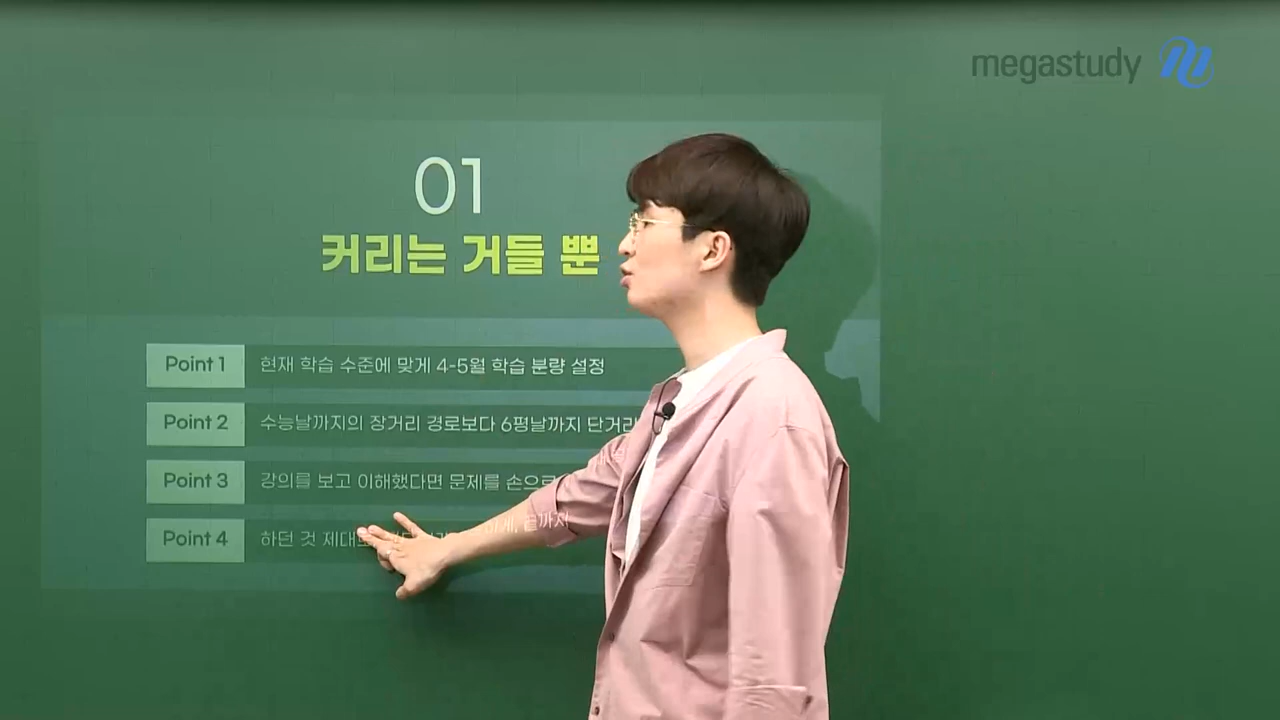 megastudy
01
커리는 거들 뿐
Point 1 현재 학습 수준에 맞게 4-5월 학습 분량 설정
Point 2 수능날까지의 장거리 경로보다 6평날까지 단거리
Point 3 강의를 보고 이해했다면 문제를 손으로
Point 4 하던 것 제대로 끝까지